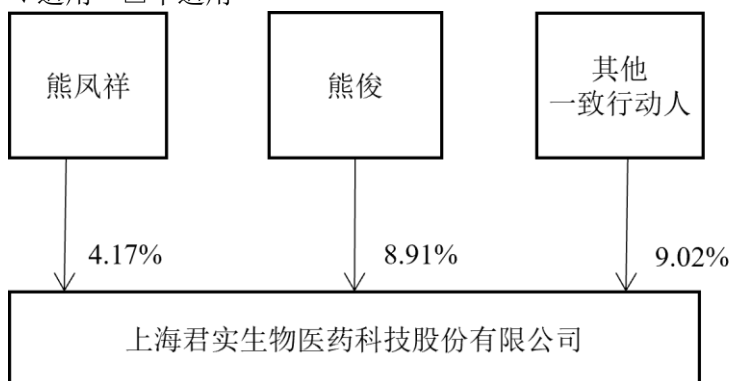 熊凤祥
熊俊
其他
一致行动人
4.17%
8.91%
9.02%
上海君实生物医药科技股份有限公司